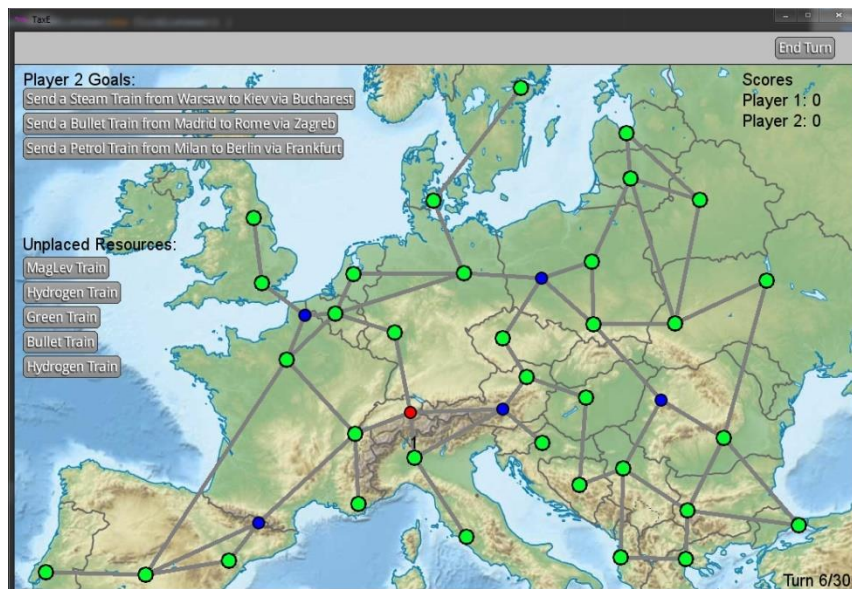 TaxE
End Turn
Player 2 Goals:
Send a Steam Train from Warsaw to Kiev via Bucharest
Send a Bullet Train from Madrid to Rome via Zagreb
Send a Petrol Train from Milan to Berlin via Frankfurt
Scores
Player 1: 0
Player 2: 0
Unplaced Resources:
MagLev Train
Hydrogen Train
Green Train
Bullet Train
Hydrogen Train
1
Turn 6/30